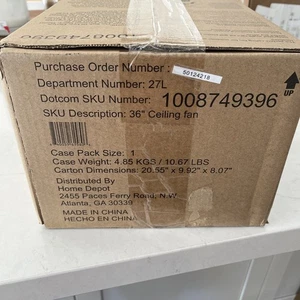 1008749396
Purchase Order Number : 50124218
Department Number: 27L
Dotcom SKU Number: 1008749396
SKU Description: 36" Ceiling fan
Case Pack Size: 1
Case Weight: 4.85 KGS / 10.67 LBS
Carton Dimensions: 20.55" x 9.92" x 8.07"
Distributed By
Home Depot
2455 Paces Ferry Road, N.W
Atlanta, GA 30339
MADE IN CHINA
HECHO EN CHINA
UP